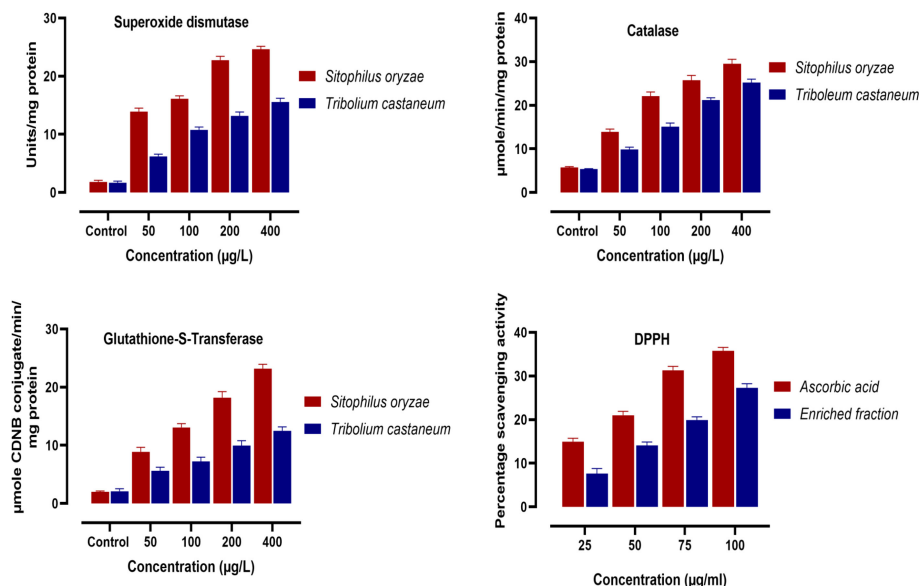 Superoxide dismutase
Units/mg protein
30
20
10
0
Control 50 100 200 400
Concentration (µg/L)
Sitophilus oryzae
Tribolium castaneum
Catalase
µmole/min/mg protein
40
30
20
10
0
Control 50 100 200 400
Concentration (µg/L)
Sitophilus oryzae
Triboleum castaneum
Glutathione-S-Transferase
µmole CDNB conjugate/min/
mg protein
30
20
10
0
Control 50 100 200 400
Concentration (µg/L)
Sitophilus oryzae
Tribolium castaneum
DPPH
Percentage scavenging activity
40
30
20
10
0
25 50 75 100
Concentration (µg/ml)
Ascorbic acid
Enriched fraction